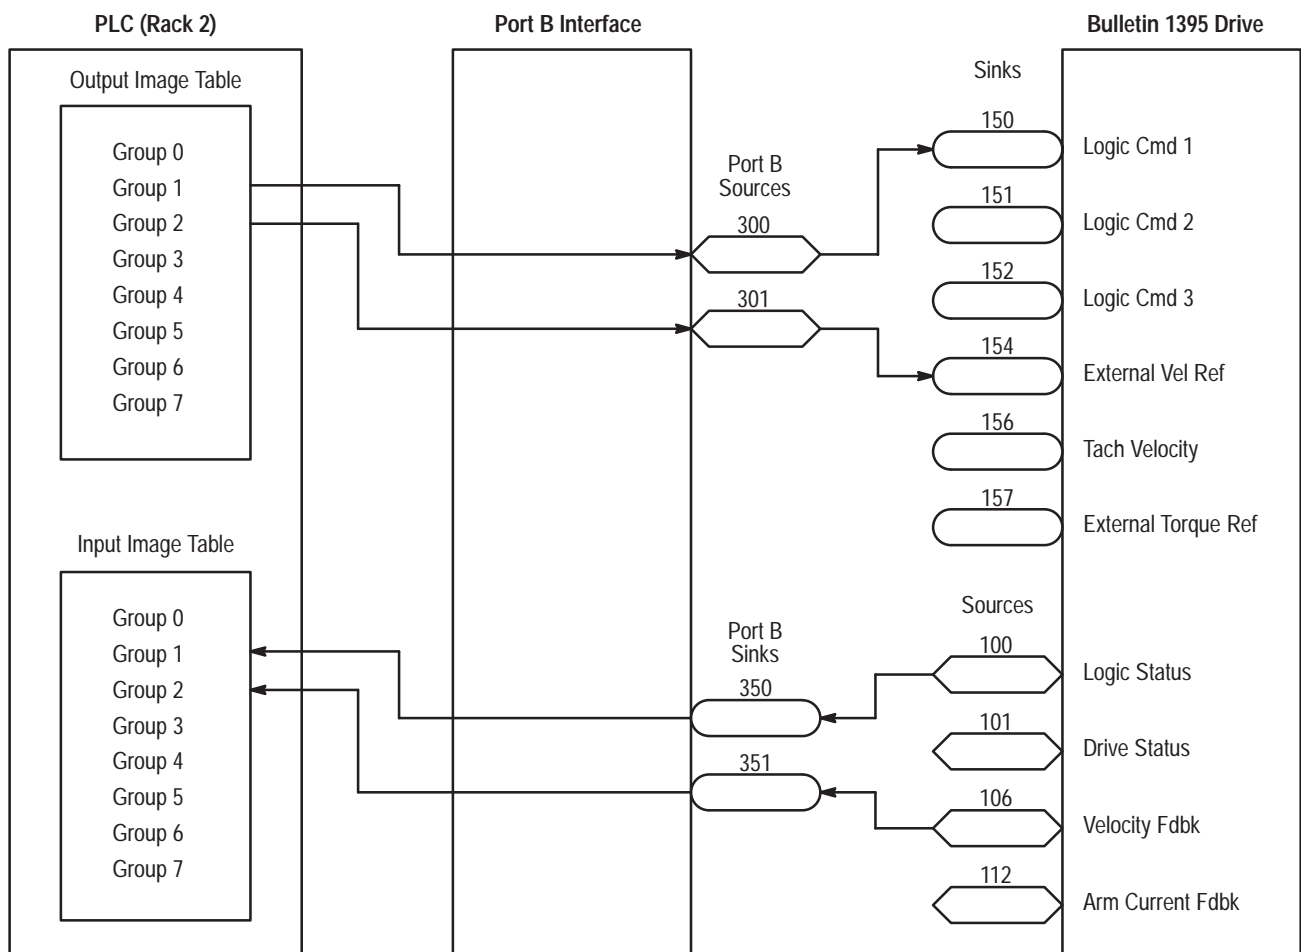 PLC (Rack 2)
Port B Interface
Bulletin 1395 Drive
Output Image Table
Group 0
Group 1
Group 2
Group 3
Group 4
Group 5
Group 6
Group 7
Input Image Table
Group 0
Group 1
Group 2
Group 3
Group 4
Group 5
Group 6
Group 7
Port B
Sources
300
301
Port B
Sinks
350
351
Sinks
150
Logic Cmd 1
151
Logic Cmd 2
152
Logic Cmd 3
154
External Vel Ref
156
Tach Velocity
157
External Torque Ref
Sources
100
Logic Status
101
Drive Status
106
Velocity Fdbk
112
Arm Current Fdbk